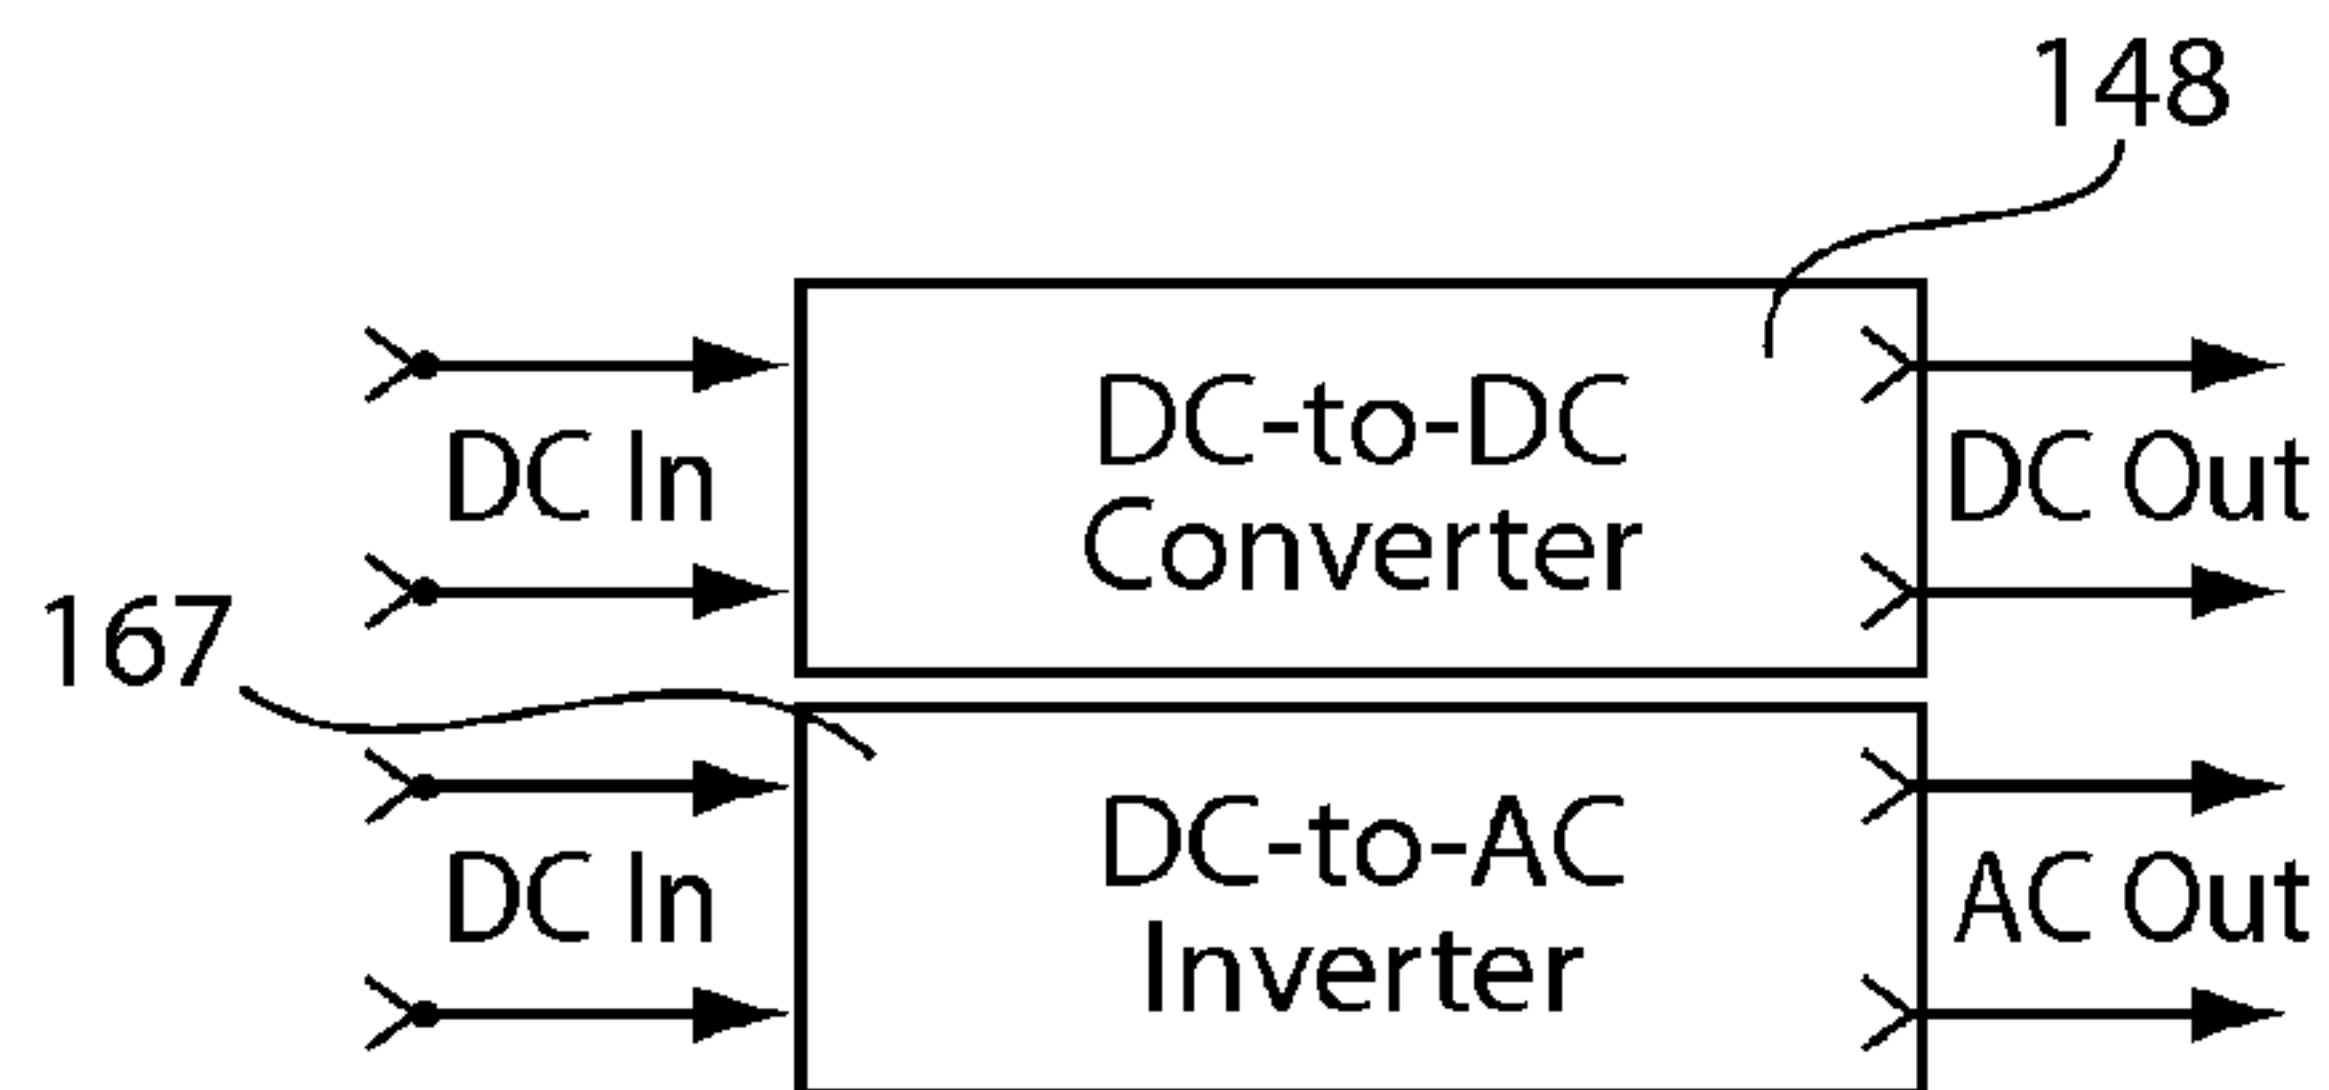 148
DC-to-DC
Converter
DC In
DC Out
167
DC-to-AC
Inverter
DC In
AC Out